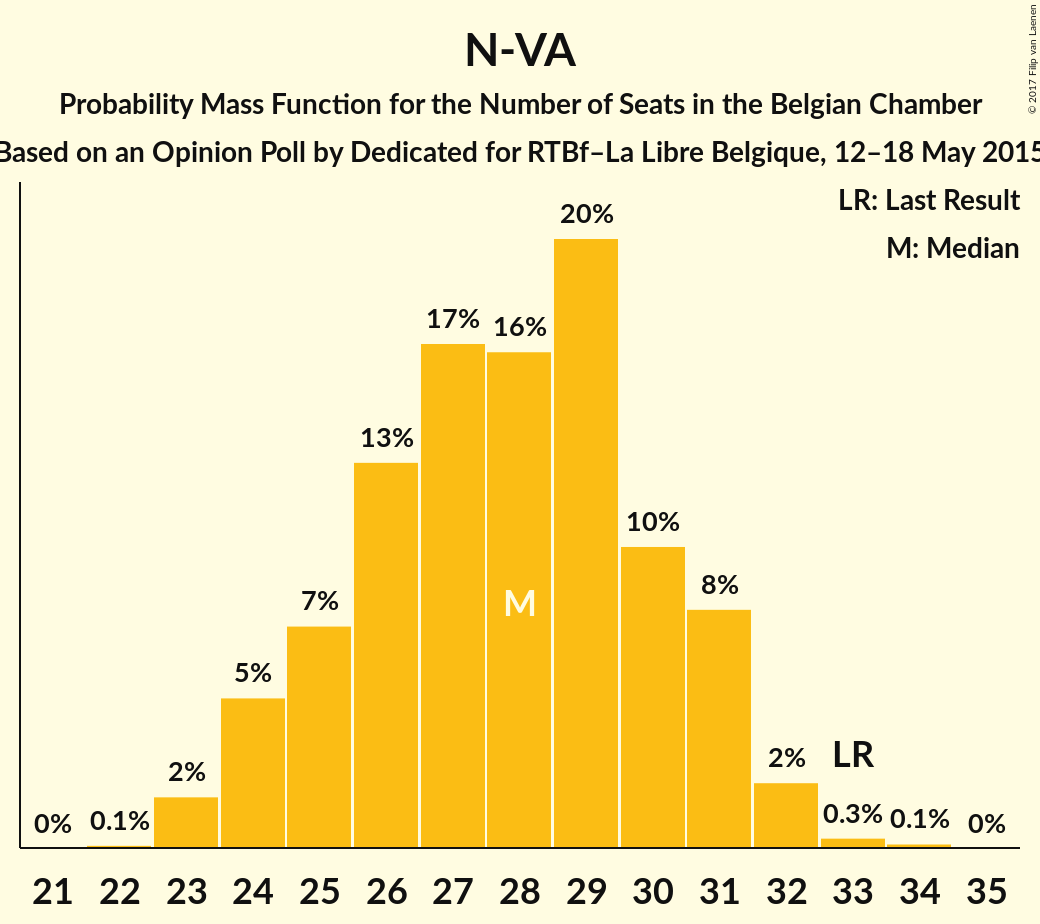 N-VA
Probability Mass Function for the Number of Seats in the Belgian Chamber
Based on an Opinion Poll by Dedicated for RTBf–La Libre Belgique, 12–18 May 2015
© 2017 Filip van Laenen
LR: Last Result
M: Median
0%
0.1%
2%
5%
7%
13%
17%
16%
20%
10%
8%
2%
0.3%
0.1%
0%
M
LR
21 22 23 24 25 26 27 28 29 30 31 32 33 34 35